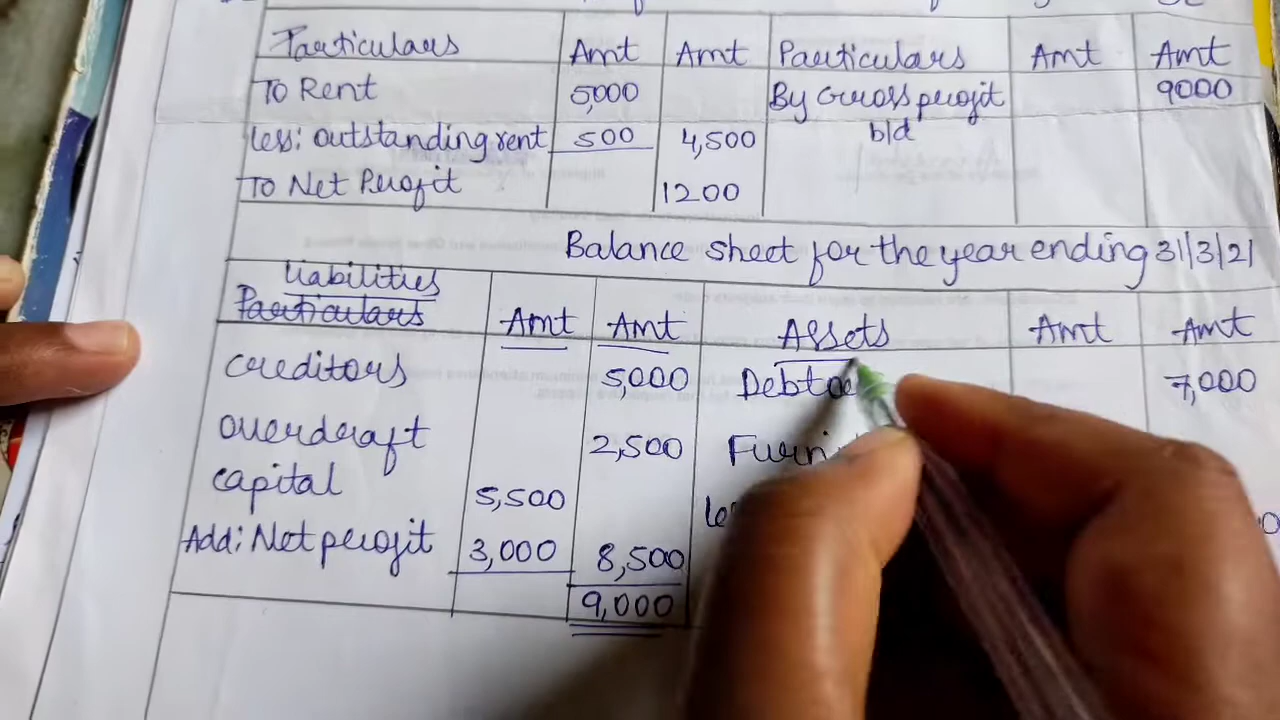 Particulars Amt Amt Particulars Amt Amt
To Rent 5,000 By Gross profit 9000
less: outstanding rent 500 4,500 b/d
To Net Profit 1200
Balance sheet for the year ending 31/3/21
Liabilities
Particulars Amt Amt Assets Amt Amt
creditors 5,000 7,000
overdraft 2,500
capital 5,500
Add: Net profit 3,000 8,500
9,000